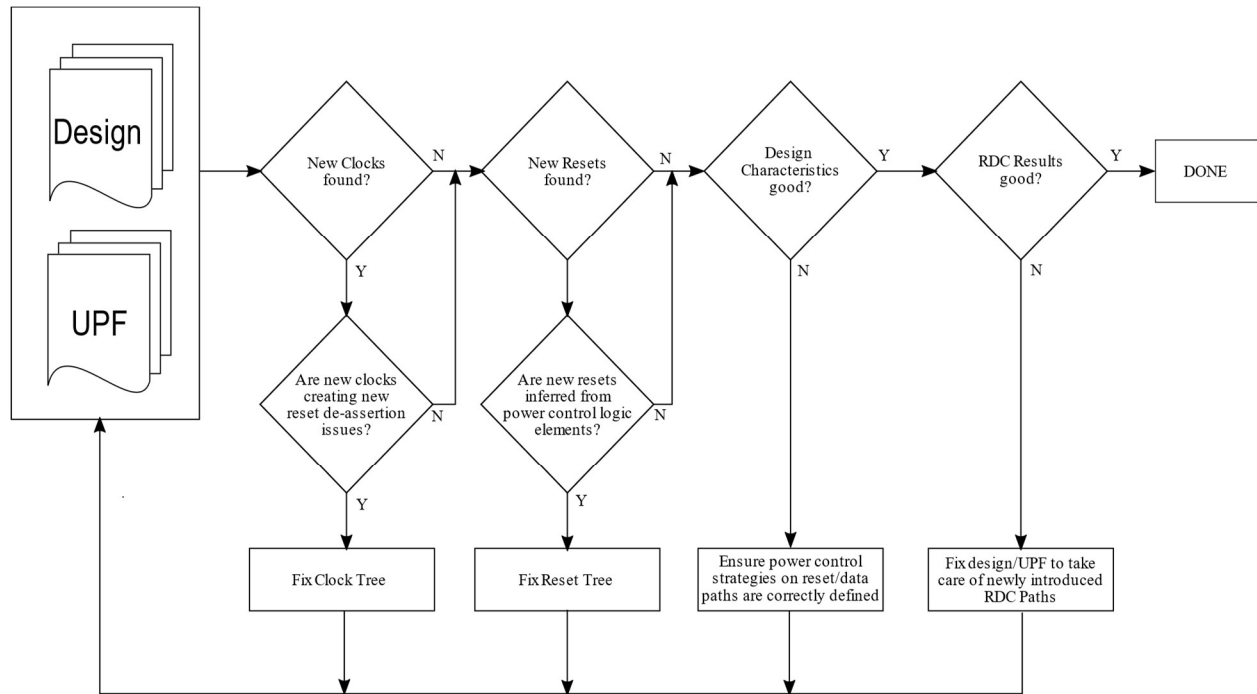 Design
UPF
New Clocks
found?
N
Y
Are new clocks
creating new
reset de-assertion
issues?
N
Y
Fix Clock Tree
New Resets
found?
N
Y
Are new resets
inferred from
power control logic
elements?
N
Y
Fix Reset Tree
Design
Characteristics
good?
Y
N
Ensure power control
strategies on reset/data
paths are correctly defined
RDC Results
good?
Y
N
Fix design/UPF to take
care of newly introduced
RDC Paths
DONE